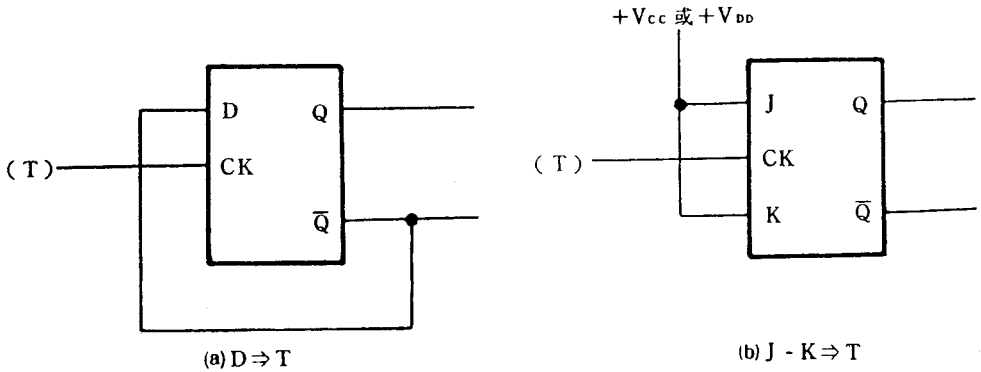 +Vcc 或 +VDD
D Q
(T) CK
Q̅
(a) D⇒T
J Q
(T) CK
K Q̅
(b) J - K⇒T